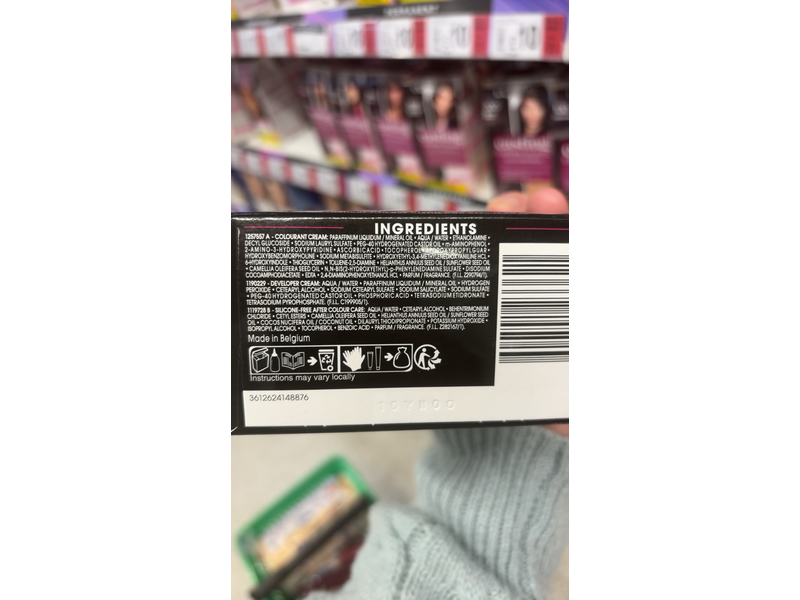 INGREDIENTS
1257657 A - COLOURANT CREAM: PARAFFINUM LIQUIDUM / MINERAL OIL • AQUA / WATER • ETHANOLAMINE •
DECYL GLUCOSIDE • SODIUM LAURYL SULFATE • PEG-40 HYDROGENATED CASTOR OIL • m-AMINOPHENOL •
2-AMINO-3-HYDROXYPYRIDINE • ASCORBIC ACID • TOCOPHEROL
HYDROXYBENZOMORPHOLINE • SODIUM METABISULFITE • HCL •
6-HYDROXYINDOLE • THIOGLYCERIN • TOLUENE-2,5-DIAMINE • HELIANTHUS ANNUUS SEED OIL / SUNFLOWER SEED OIL
• CAMELLIA OLEIFERA SEED OIL • N,N-BIS(2-HYDROXYETHYL)-p-PHENYLENEDIAMINE SULFATE • DISODIUM
COCOAMPHODIACETATE • EDTA • 2,4-DIAMINOPHENOXYETHANOL HCL • PARFUM / FRAGRANCE.
1190229 - DEVELOPER CREAM: AQUA / WATER • PARAFFINUM LIQUIDUM / MINERAL OIL • HYDROGEN
PEROXIDE • CETEARYL ALCOHOL • SODIUM CETEARYL SULFATE • SODIUM SALICYLATE • SODIUM SULFATE
• PEG-40 HYDROGENATED CASTOR OIL • PHOSPHORIC ACID • TETRASODIUM ETIDRONATE •
TETRASODIUM PYROPHOSPHATE. (F.I.L. C199905/1).
1119728 B - SILICONE-FREE AFTER COLOUR CARE: AQUA / WATER • CETEARYL ALCOHOL • BEHENTRIMONIUM
CHLORIDE • CETYL ESTERS • CAMELLIA OLEIFERA SEED OIL • HELIANTHUS ANNUUS SEED OIL / SUNFLOWER SEED
OIL • COCOS NUCIFERA OIL / COCONUT OIL • DILAURYL THIODIPROPIONATE • POTASSIUM HYDROXIDE •
ISOPROPYL ALCOHOL • TOCOPHEROL • BENZOIC ACID • PARFUM / FRAGRANCE. (F.I.L. Z282167/1).
Made in Belgium
Instructions may vary locally
3612624148876